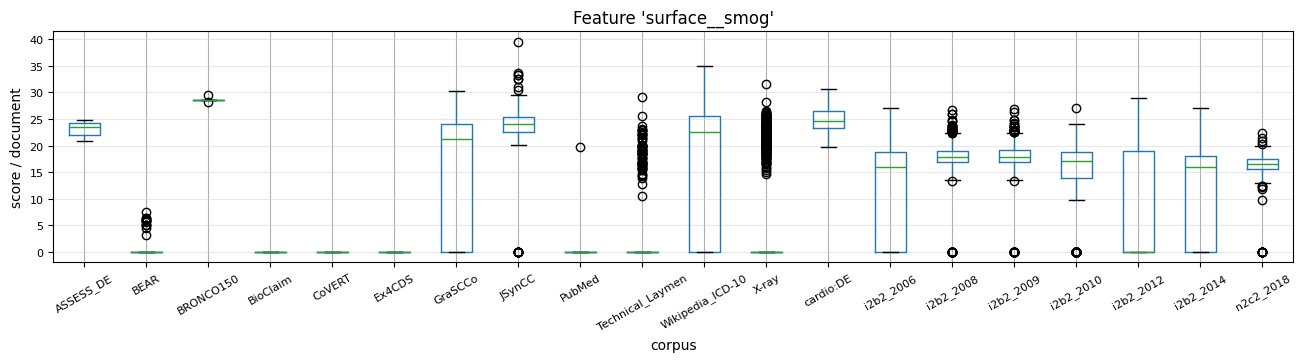 Feature 'surface__smog'
score / document
40
35
30
25
20
15
10
5
0
ASSESS_DE
BEAR
BRONCO150
BioClaim
CoVERT
Ex4CDS
GraSCCo
JSynCC
PubMed
Technical_Laymen
Wikipedia_ICD-10
X-ray
cardio:DE
i2b2_2006
i2b2_2008
i2b2_2009
i2b2_2010
i2b2_2012
i2b2_2014
n2c2_2018
corpus